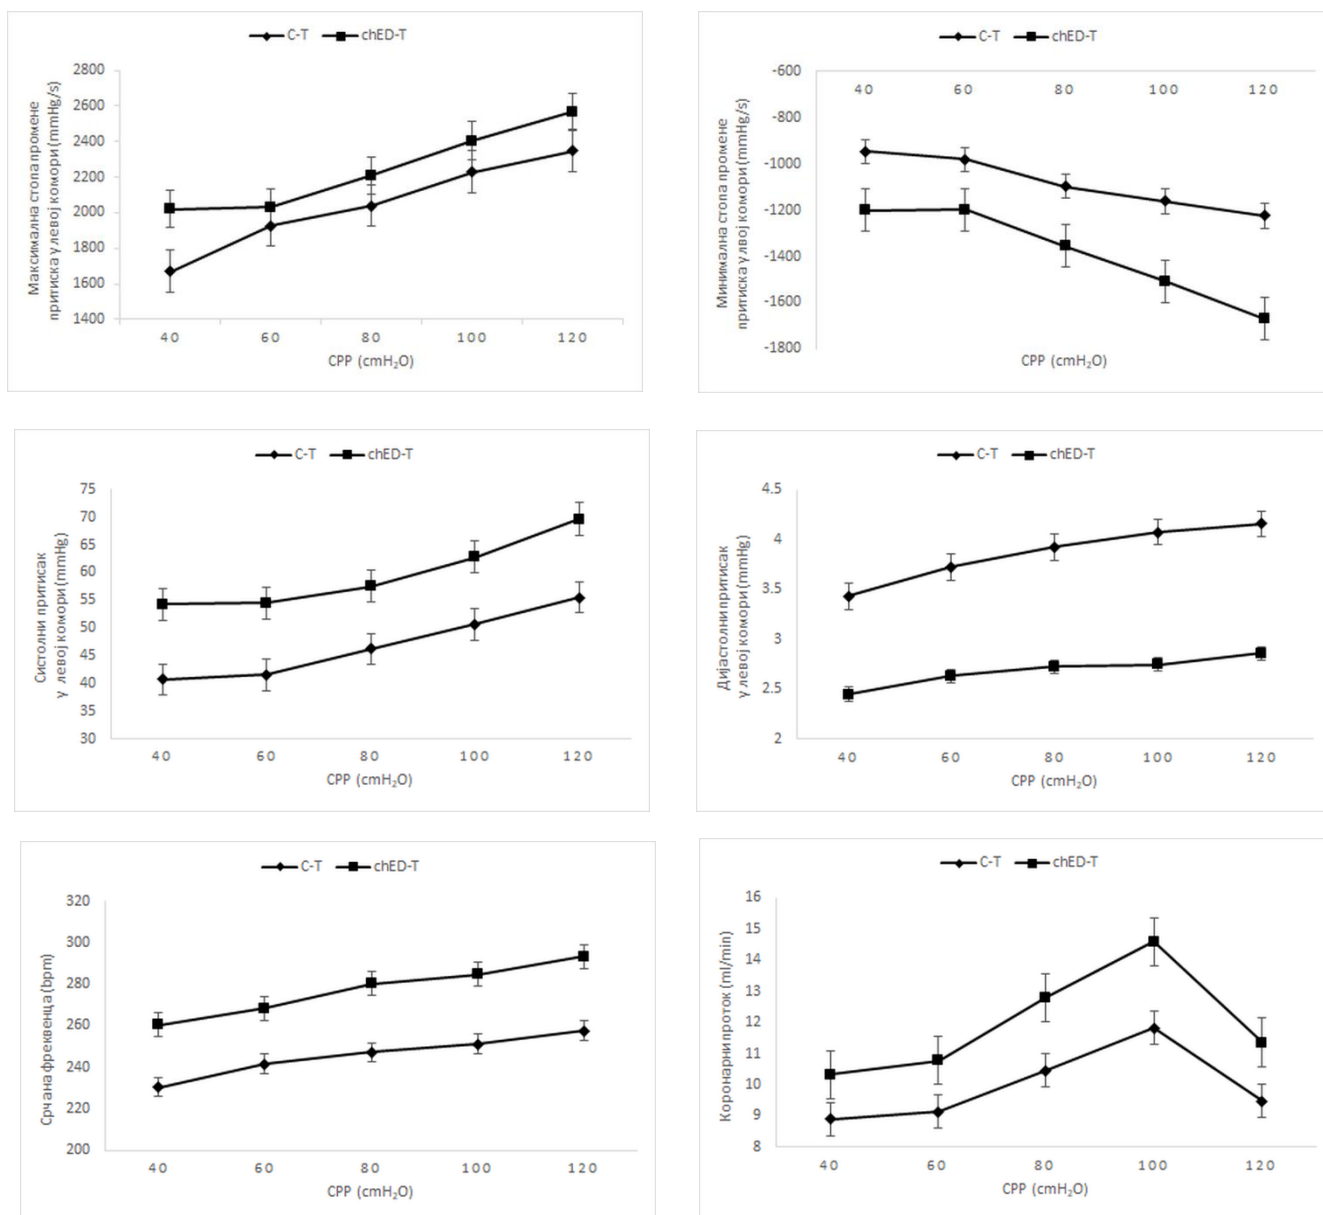 C-T chED-T
Максимална стопа промене
притиска у левој комори (mmHg/s)
2800
2600
2400
2200
2000
1800
1600
1400
40 60 80 100 120
CPP (cmH₂O)
C-T chED-T
Минимална стопа промене
притиска у лвој комори (mmHg/s)
-600
-800
-1000
-1200
-1400
-1600
-1800
40 60 80 100 120
CPP (cmH₂O)
C-T chED-T
Систолни притисак
у левој комори (mmHg)
75
70
65
60
55
50
45
40
35
30
40 60 80 100 120
CPP (cmH₂O)
C-T chED-T
Дијастолни притисак
у левој комори (mmHg)
4.5
4
3.5
3
2.5
2
40 60 80 100 120
CPP (cmH₂O)
C-T chED-T
Срчана фреквенца (bpm)
320
300
280
260
240
220
200
40 60 80 100 120
CPP (cmH₂O)
C-T chED-T
Коронарни проток (ml/min)
16
15
14
13
12
11
10
9
8
40 60 80 100 120
CPP (cmH₂O)